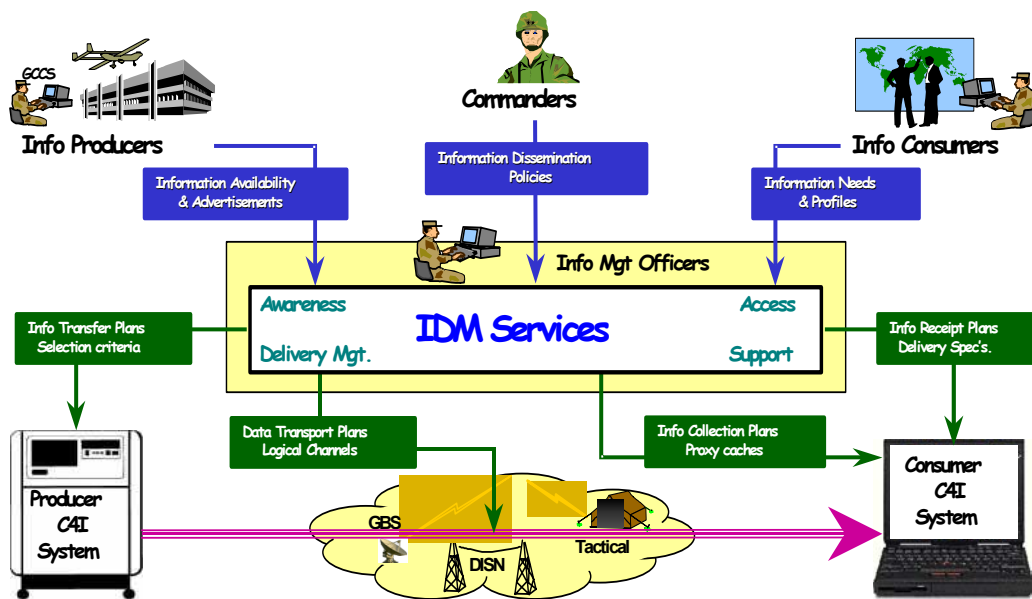 GCCS
Info Producers
Commanders
Info Consumers
Information Availability
& Advertisements
Information Dissemination
Policies
Information Needs
& Profiles
Info Mgt Officers
Awareness
Access
IDM Services
Delivery Mgt.
Support
Info Transfer Plans
Selection criteria
Info Receipt Plans
Delivery Spec's.
Data Transport Plans
Logical Channels
Info Collection Plans
Proxy caches
Producer
C4I
System
GBS
DISN
Tactical
Consumer
C4I
System